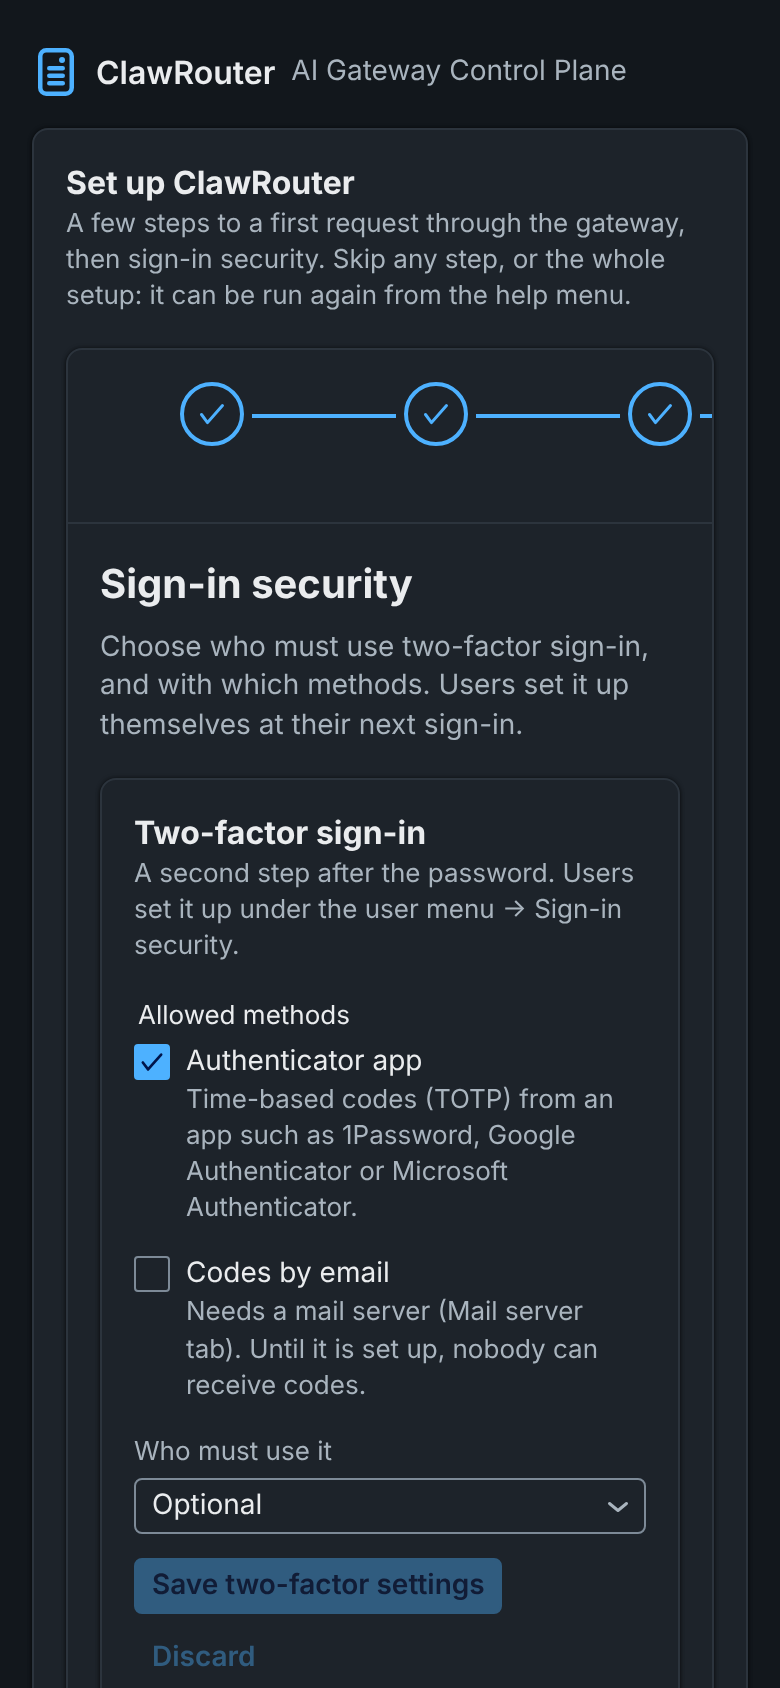 ClawRouter AI Gateway Control Plane
Set up ClawRouter
A few steps to a first request through the gateway,
then sign-in security. Skip any step, or the whole
setup: it can be run again from the help menu.
Sign-in security
Choose who must use two-factor sign-in,
and with which methods. Users set it up
themselves at their next sign-in.
Two-factor sign-in
A second step after the password. Users
set it up under the user menu → Sign-in
security.
Allowed methods
Authenticator app
Time-based codes (TOTP) from an
app such as 1Password, Google
Authenticator or Microsoft
Authenticator.
Codes by email
Needs a mail server (Mail server
tab). Until it is set up, nobody can
receive codes.
Who must use it
Optional
Save two-factor settings
Discard